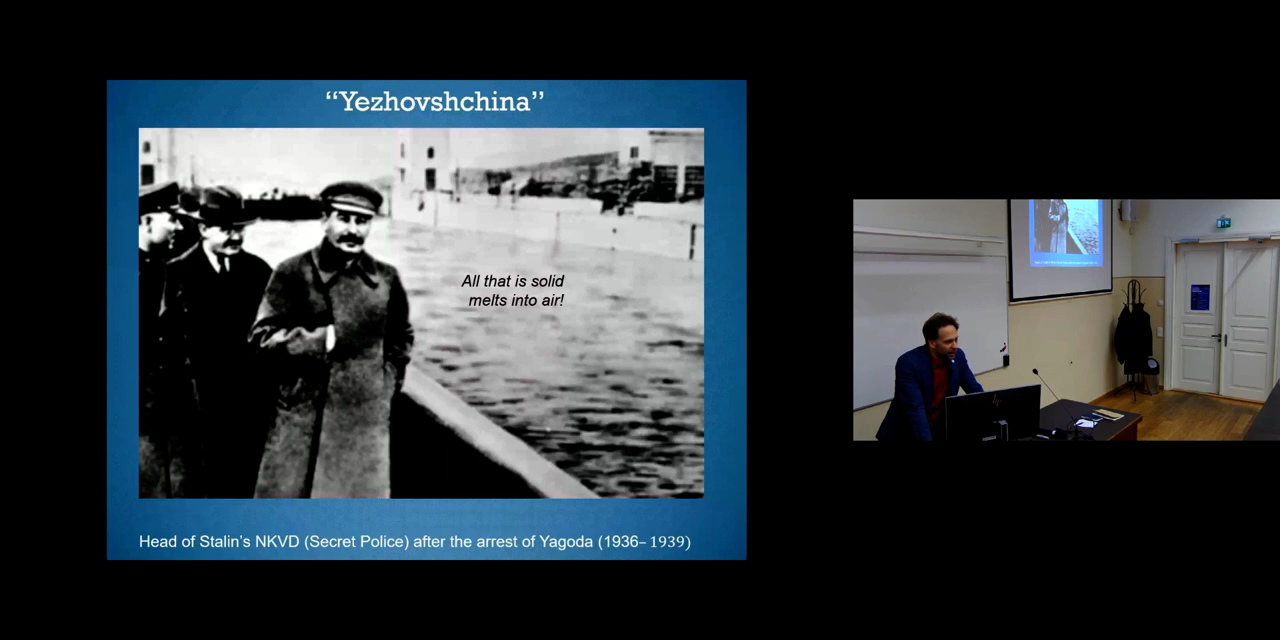 “Yezhovshchina”
All that is solid
melts into air!
Head of Stalin’s NKVD (Secret Police) after the arrest of Yagoda (1936–1939)